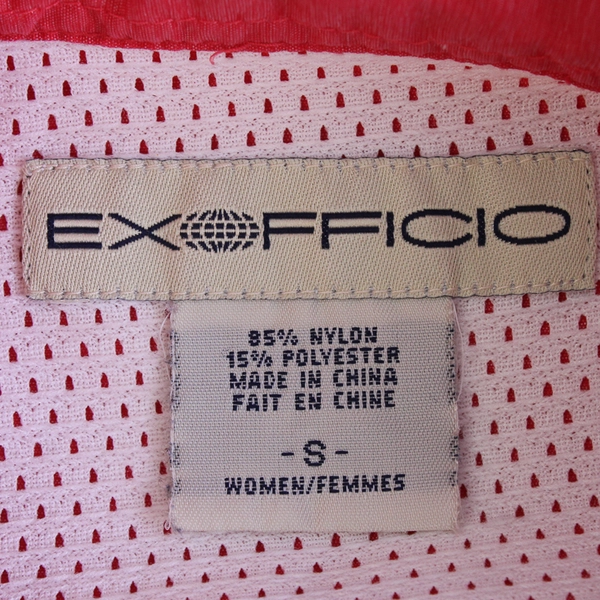 EXOFFICIO
85% NYLON
15% POLYESTER
MADE IN CHINA
FAIT EN CHINE
-S-
WOMEN/FEMMES